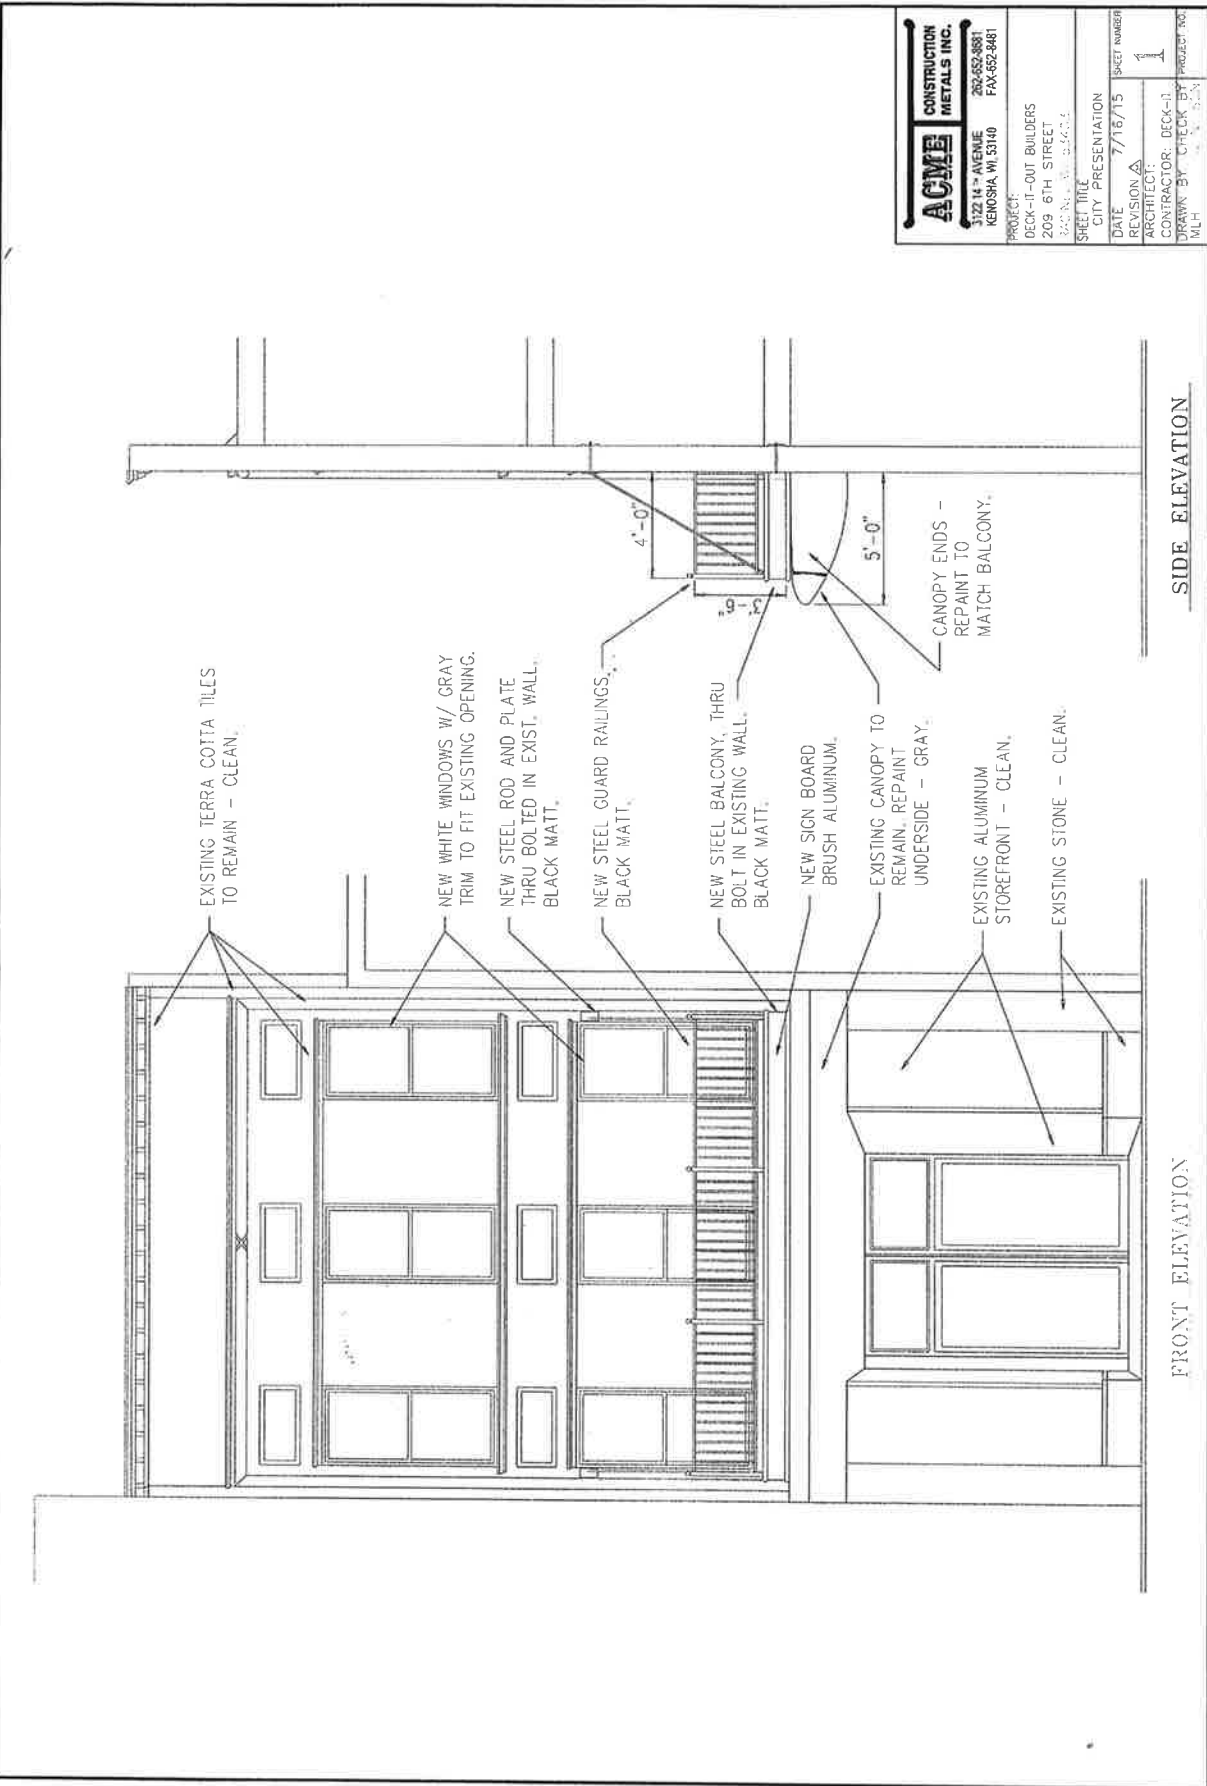 EXISTING TERRA COTTA TILES
TO REMAIN - CLEAN.
NEW WHITE WINDOWS W/ GRAY
TRIM TO FIT EXISTING OPENING.
NEW STEEL ROD AND PLATE
THRU BOLTED IN EXIST. WALL.
BLACK MATT.
NEW STEEL GUARD RAILINGS.
BLACK MATT.
NEW STEEL BALCONY, THRU
BOLT IN EXISTING WALL.
BLACK MATT.
NEW SIGN BOARD
BRUSH ALUMINUM.
EXISTING CANOPY TO
REMAIN. REPAINT
UNDERSIDE - GRAY.
EXISTING ALUMINUM
STOREFRONT - CLEAN.
EXISTING STONE - CLEAN.
FRONT ELEVATION
4'-0"
3'-6"
5'-0"
CANOPY ENDS -
REPAINT TO
MATCH BALCONY.
SIDE ELEVATION
ACME
CONSTRUCTION
METALS INC.
3122 14TH AVENUE 262-652-8681
KENOSHA, WI, 53140 FAX-652-8481
PROJECT:
DECK-IT-OUT BUILDERS
209 6TH STREET
SHEET TITLE
CITY PRESENTATION
DATE 7/16/15
SHEET NUMBER
1
REVISION
ARCHITECT:
CONTRACTOR: DECK-IT
DRAWN BY CHECK BY PROJECT NO.
MLH